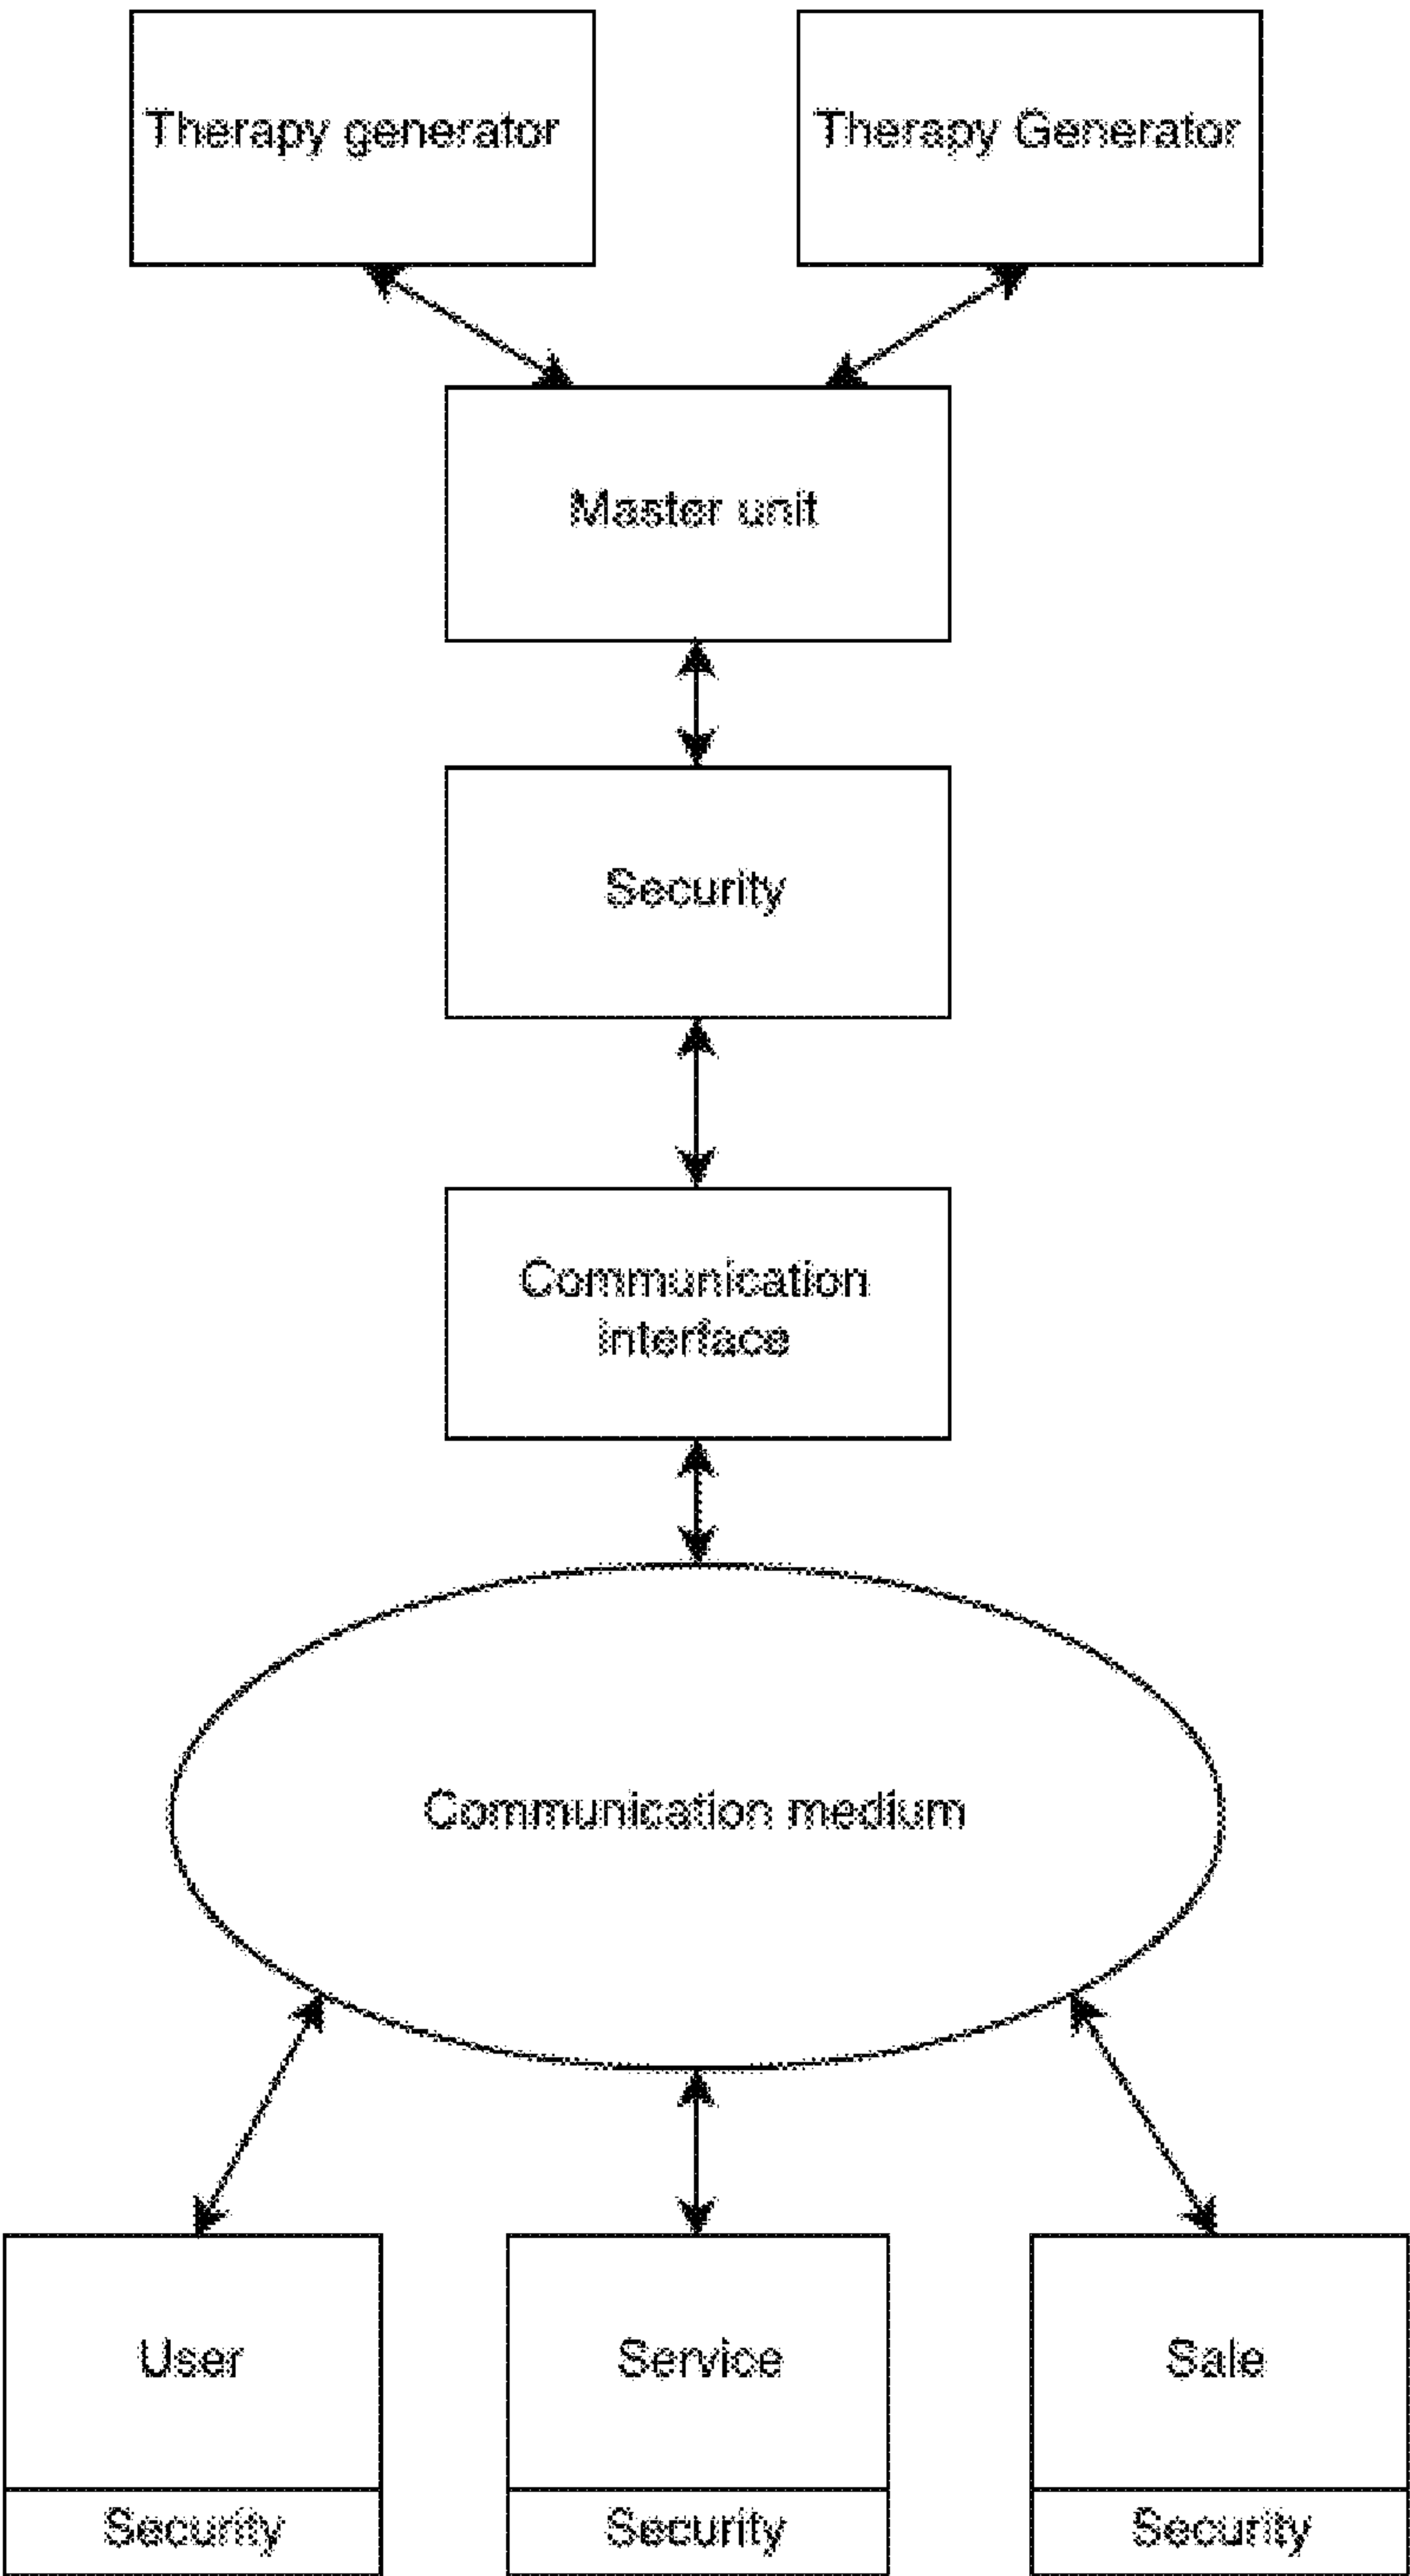 Therapy generator
Therapy Generator
Master unit
Security
Communication
interface
Communication medium
User
Service
Sale
Security
Security
Security